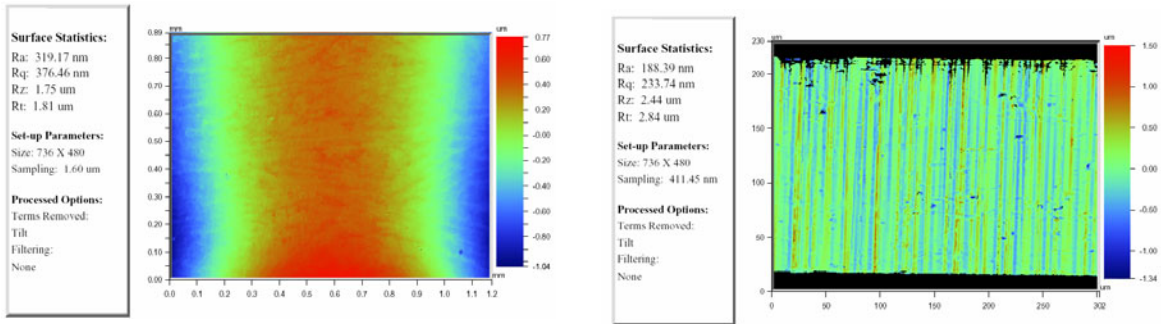 Surface Statistics:
Ra: 319.17 nm
Rq: 376.46 nm
Rz: 1.75 um
Rt: 1.81 um
Set-up Parameters:
Size: 736 X 480
Sampling: 1.60 um
Processed Options:
Terms Removed:
Tilt
Filtering:
None
mm
um
0.89
0.80
0.70
0.60
0.50
0.40
0.30
0.20
0.10
0.00
0.0 0.1 0.2 0.3 0.4 0.5 0.6 0.7 0.8 0.9 1.0 1.1 1.2
mm
0.77
0.40
0.20
-0.00
-0.20
-0.40
-0.60
-0.80
-1.04
Surface Statistics:
Ra: 188.39 nm
Rq: 233.74 nm
Rz: 2.44 um
Rt: 2.84 um
Set-up Parameters:
Size: 736 X 480
Sampling: 411.45 nm
Processed Options:
Terms Removed:
Tilt
Filtering:
None
um
um
230
200
150
100
50
0
0 50 100 150 200 250 302
um
1.50
1.00
0.50
0.00
-0.50
-1.00
-1.34